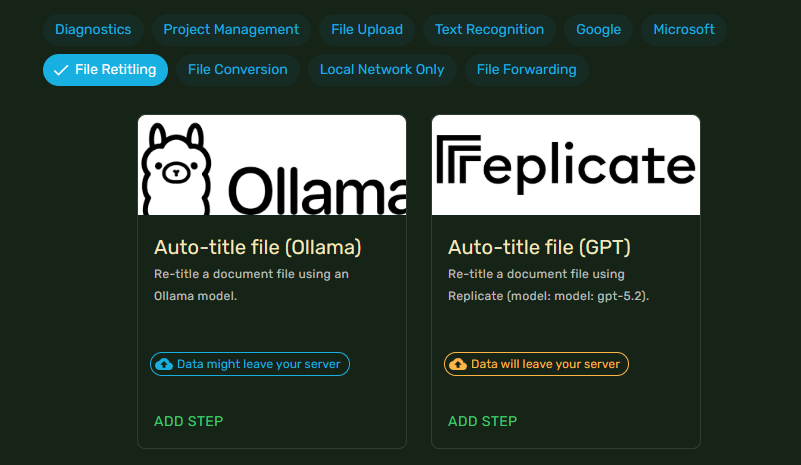 Diagnostics Project Management File Upload Text Recognition Google Microsoft
File Retitling File Conversion Local Network Only File Forwarding
Ollama
replicate
Auto-title file (Ollama)
Re-title a document file using an
Ollama model.
Data might leave your server
ADD STEP
Auto-title file (GPT)
Re-title a document file using
Replicate (model: model: gpt-5.2).
Data will leave your server
ADD STEP